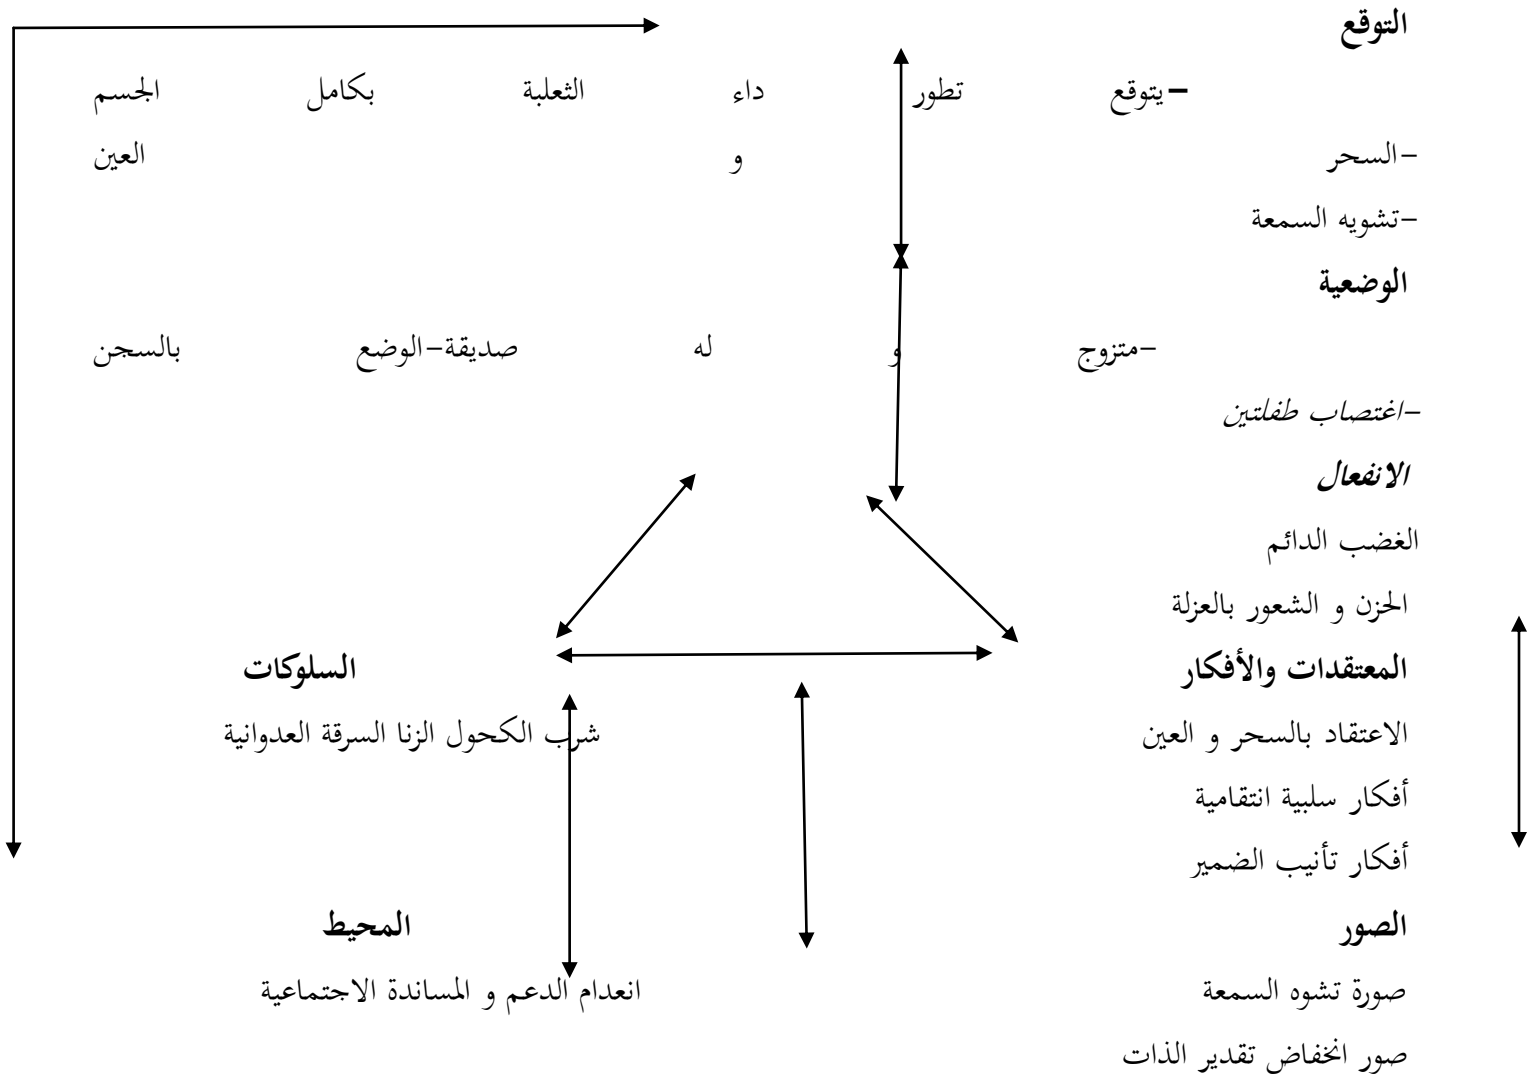 التوقع
–يتوقع تطور داء الثعلبة بكامل الجسم
-السحر و العين
-تشويه السمعة
الوضعية
-متزوج و له صديقة-الوضع بالسجن
-اغتصاب طفلتين
الانفعال
الغضب الدائم
الحزن و الشعور بالعزلة
المعتقدات والأفكار السلوكات
الاعتقاد بالسحر و العين شرب الكحول الزنا السرقة العدوانية
أفكار سلبية انتقامية
أفكار تأنيب الضمير
الصور المحيط
صورة تشوه السمعة انعدام الدعم و المساندة الاجتماعية
صور انخفاض تقدير الذات